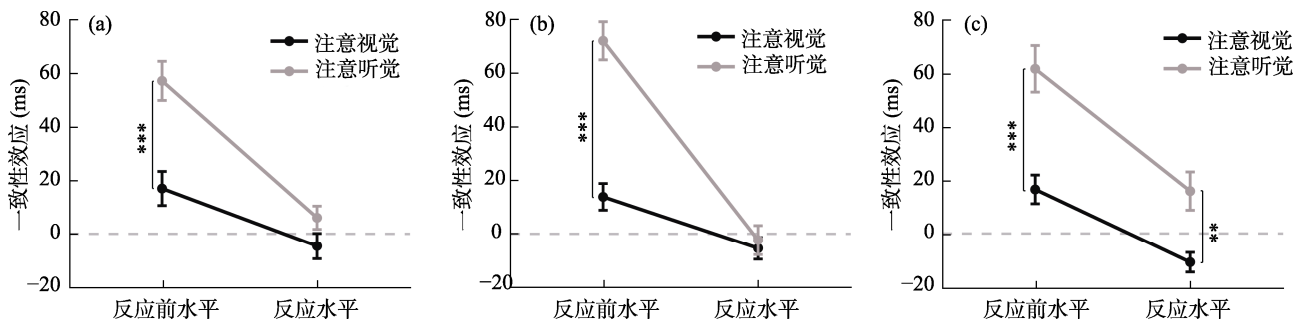 (a)
注意视觉
注意听觉
一致性效应 (ms)
80
60
40
20
0
−20
***
反应前水平
反应水平
(b)
注意视觉
注意听觉
一致性效应 (ms)
80
60
40
20
0
−20
***
反应前水平
反应水平
(c)
注意视觉
注意听觉
一致性效应 (ms)
80
60
40
20
0
−20
***
**
反应前水平
反应水平